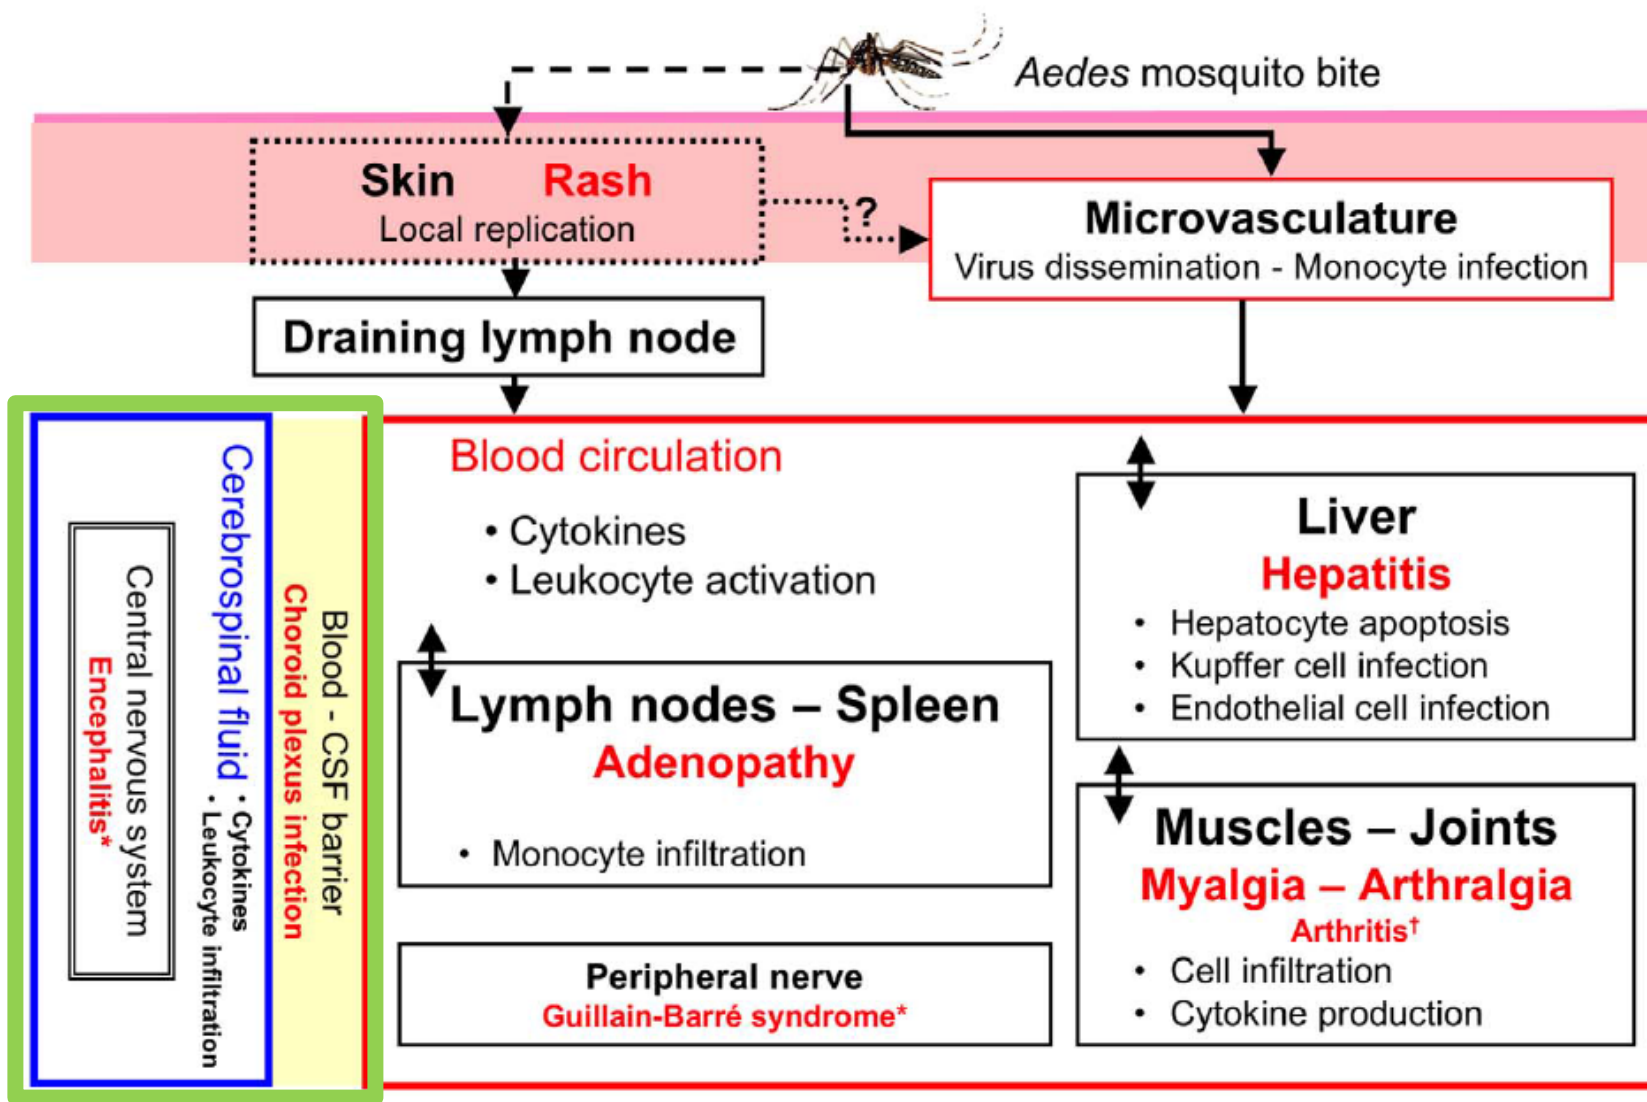 Aedes mosquito bite
Skin Rash
Local replication
?
Microvasculature
Virus dissemination - Monocyte infection
Draining lymph node
Blood circulation
• Cytokines
• Leukocyte activation
Lymph nodes – Spleen
Adenopathy
• Monocyte infiltration
Peripheral nerve
Guillain-Barré syndrome*
Liver
Hepatitis
• Hepatocyte apoptosis
• Kupffer cell infection
• Endothelial cell infection
Muscles – Joints
Myalgia – Arthralgia
Arthritis†
• Cell infiltration
• Cytokine production
Blood - CSF barrier
Choroid plexus infection
Cerebrospinal fluid
• Cytokines
• Leukocyte infiltration
Central nervous system
Encephalitis*